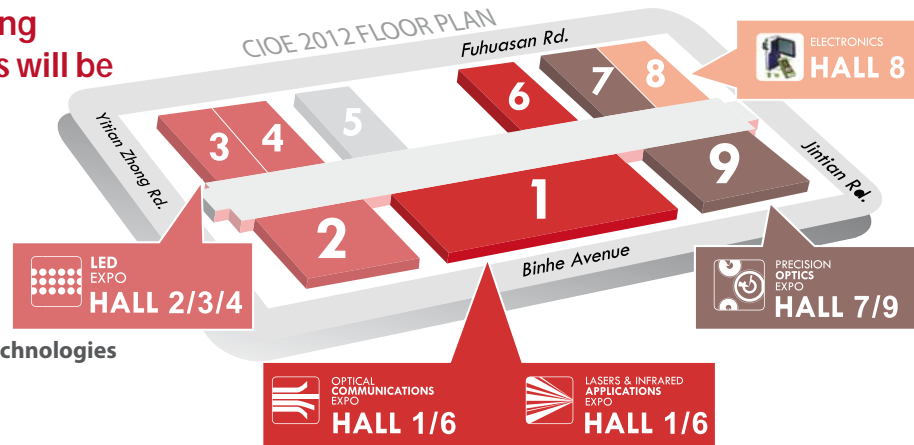 ng
s will be
CIOE 2012 FLOOR PLAN
Fuhuasan Rd.
Yitian Zhong Rd.
Jintian Rd.
Binhe Avenue
3
4
5
6
7
8
2
1
9
ELECTRONICS
HALL 8
LED
EXPO
HALL 2/3/4
PRECISION
OPTICS
EXPO
HALL 7/9
chnologies
OPTICAL
COMMUNICATIONS
EXPO
HALL 1/6
LASERS & INFRARED
APPLICATIONS
EXPO
HALL 1/6